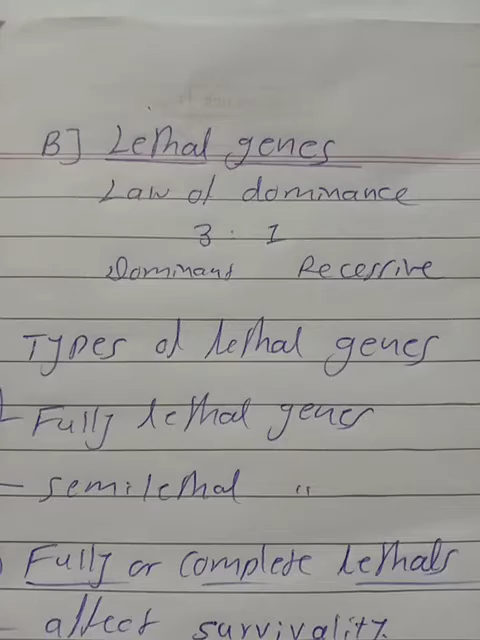 B] Lethal genes
Law of dominance
3 : 1
Dominant Recessive
Types of lethal genes
- Fully lethal genes
- semilethal "
) Fully or complete lethals
- affect survivality.